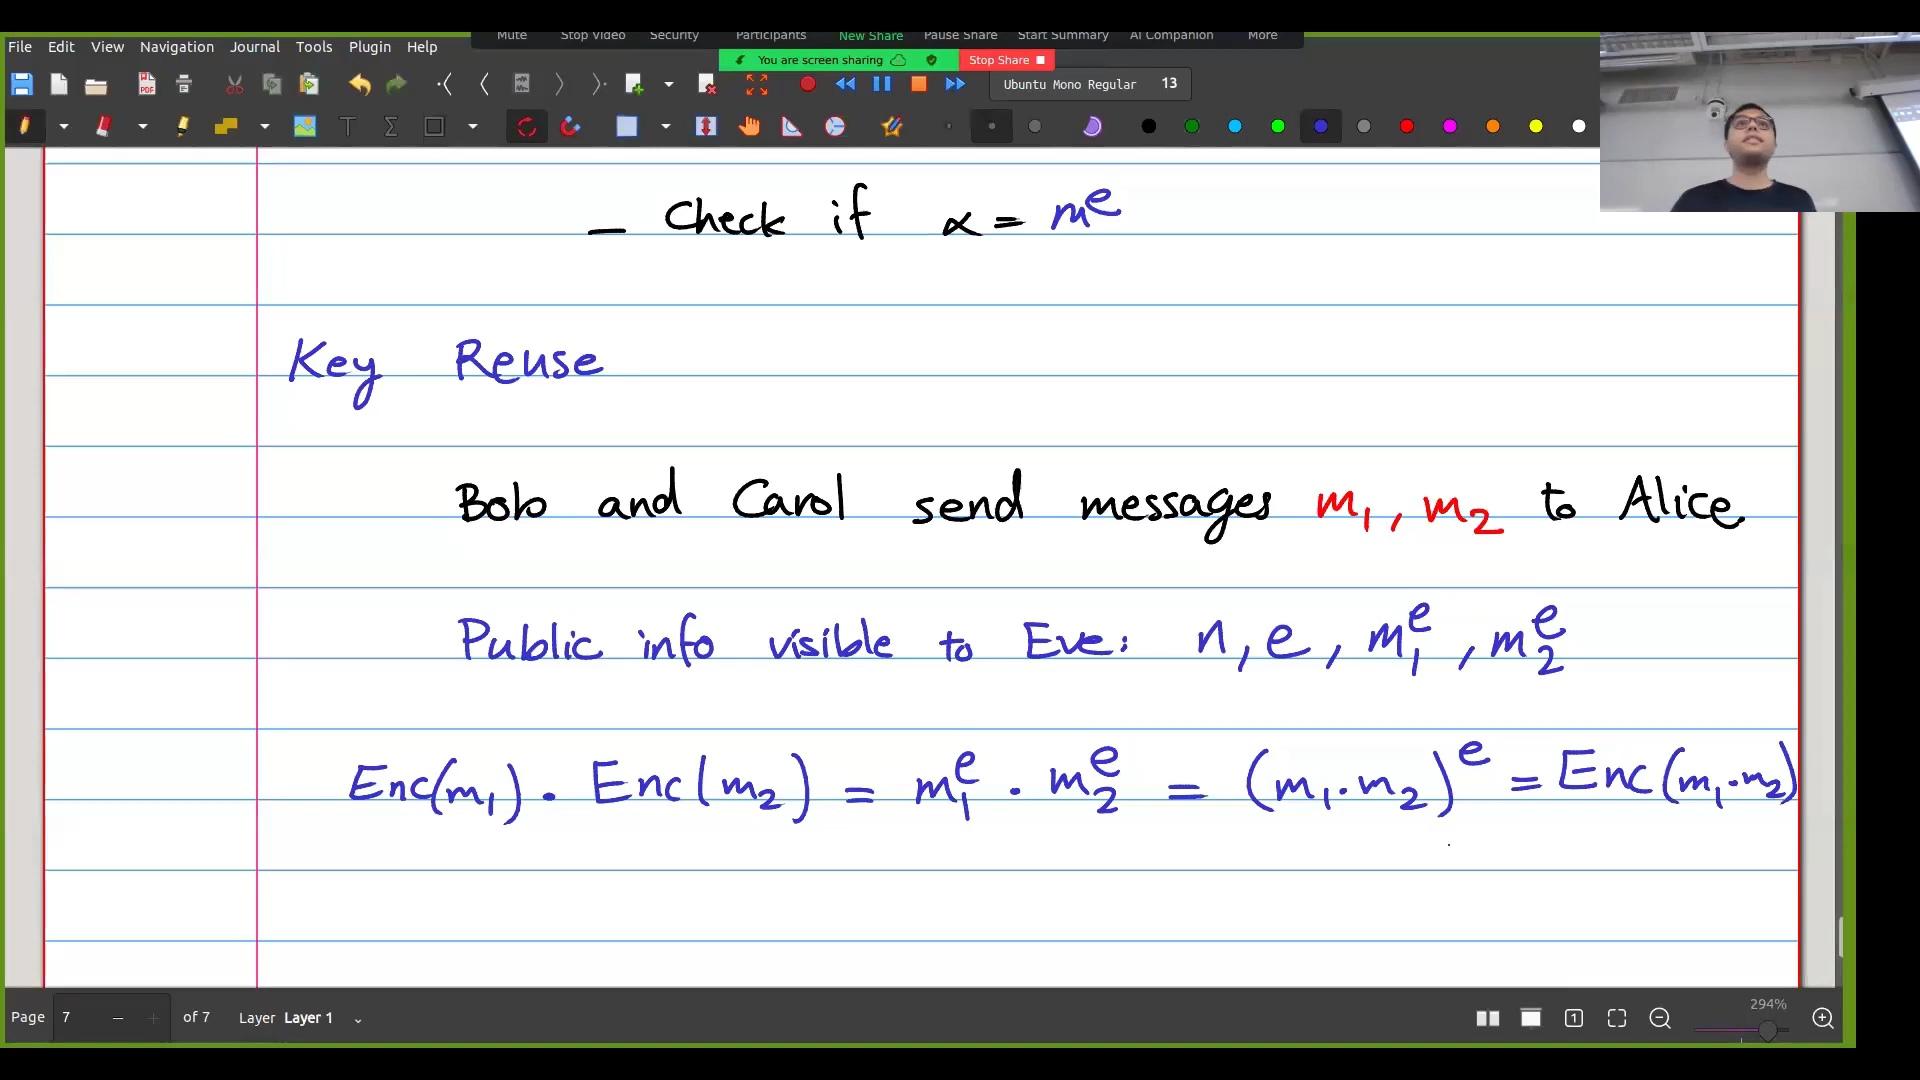 Mute Stop Video Security Participants New Share Pause Share Start Summary AI Companion More
File Edit View Navigation Journal Tools Plugin Help
You are screen sharing Stop Share
Ubuntu Mono Regular 13
– Check if α = m^e
Key Reuse
Bob and Carol send messages m₁, m₂ to Alice.
Public info visible to Eve: n, e, m₁^e, m₂^e
Enc(m₁) · Enc(m₂) = m₁^e · m₂^e = (m₁·m₂)^e = Enc(m₁·m₂)
Page 7 of 7 Layer Layer 1 294%